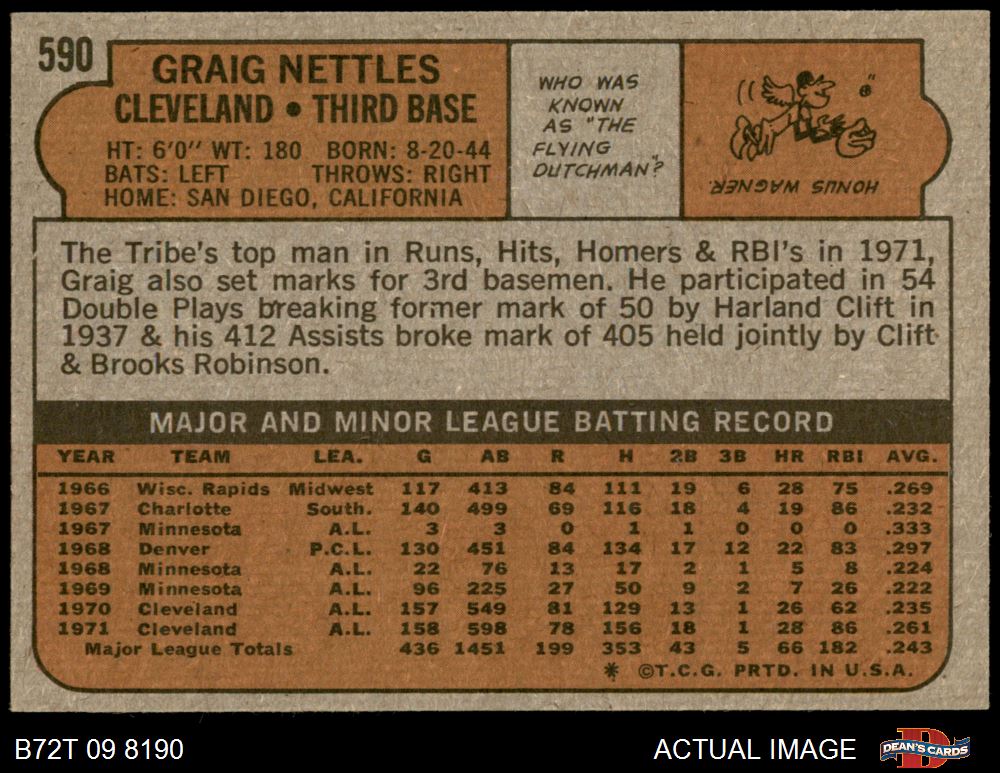 590
GRAIG NETTLES
CLEVELAND • THIRD BASE
HT: 6'0" WT: 180 BORN: 8-20-44
BATS: LEFT THROWS: RIGHT
HOME: SAN DIEGO, CALIFORNIA
WHO WAS
KNOWN
AS "THE
FLYING
DUTCHMAN"?
HONUS WAGNER.
The Tribe's top man in Runs, Hits, Homers & RBI's in 1971,
Graig also set marks for 3rd basemen. He participated in 54
Double Plays breaking former mark of 50 by Harland Clift in
1937 & his 412 Assists broke mark of 405 held jointly by Clift
& Brooks Robinson.
MAJOR AND MINOR LEAGUE BATTING RECORD
YEAR TEAM LEA. G AB R H 2B 3B HR RBI AVG.
1966 Wisc. Rapids Midwest 117 413 84 111 19 6 28 75 .269
1967 Charlotte South. 140 499 69 116 18 4 19 86 .232
1967 Minnesota A.L. 3 3 0 1 1 0 0 0 .333
1968 Denver P.C.L. 130 451 84 134 17 12 22 83 .297
1968 Minnesota A.L. 22 76 13 17 2 1 5 8 .224
1969 Minnesota A.L. 96 225 27 50 9 2 7 26 .222
1970 Cleveland A.L. 157 549 81 129 13 1 26 62 .235
1971 Cleveland A.L. 158 598 78 156 18 1 28 86 .261
Major League Totals 436 1451 199 353 43 5 66 182 .243
* ©T.C.G. PRTD. IN U.S.A.
B72T 09 8190 ACTUAL IMAGE DEAN'S CARDS